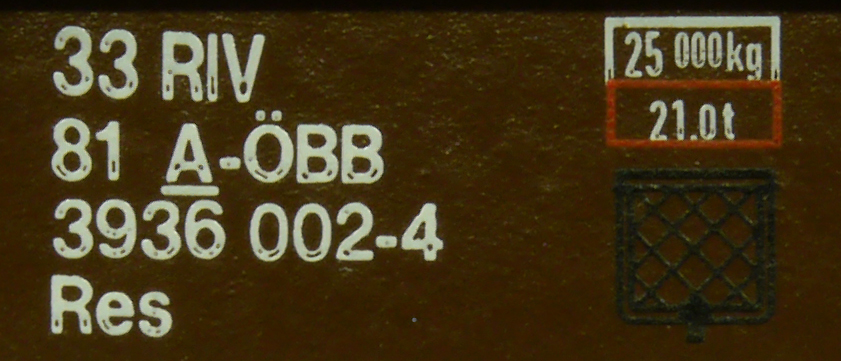 33 RIV
81 A-ÖBB
3936 002-4
Res
25 000kg
21.0t